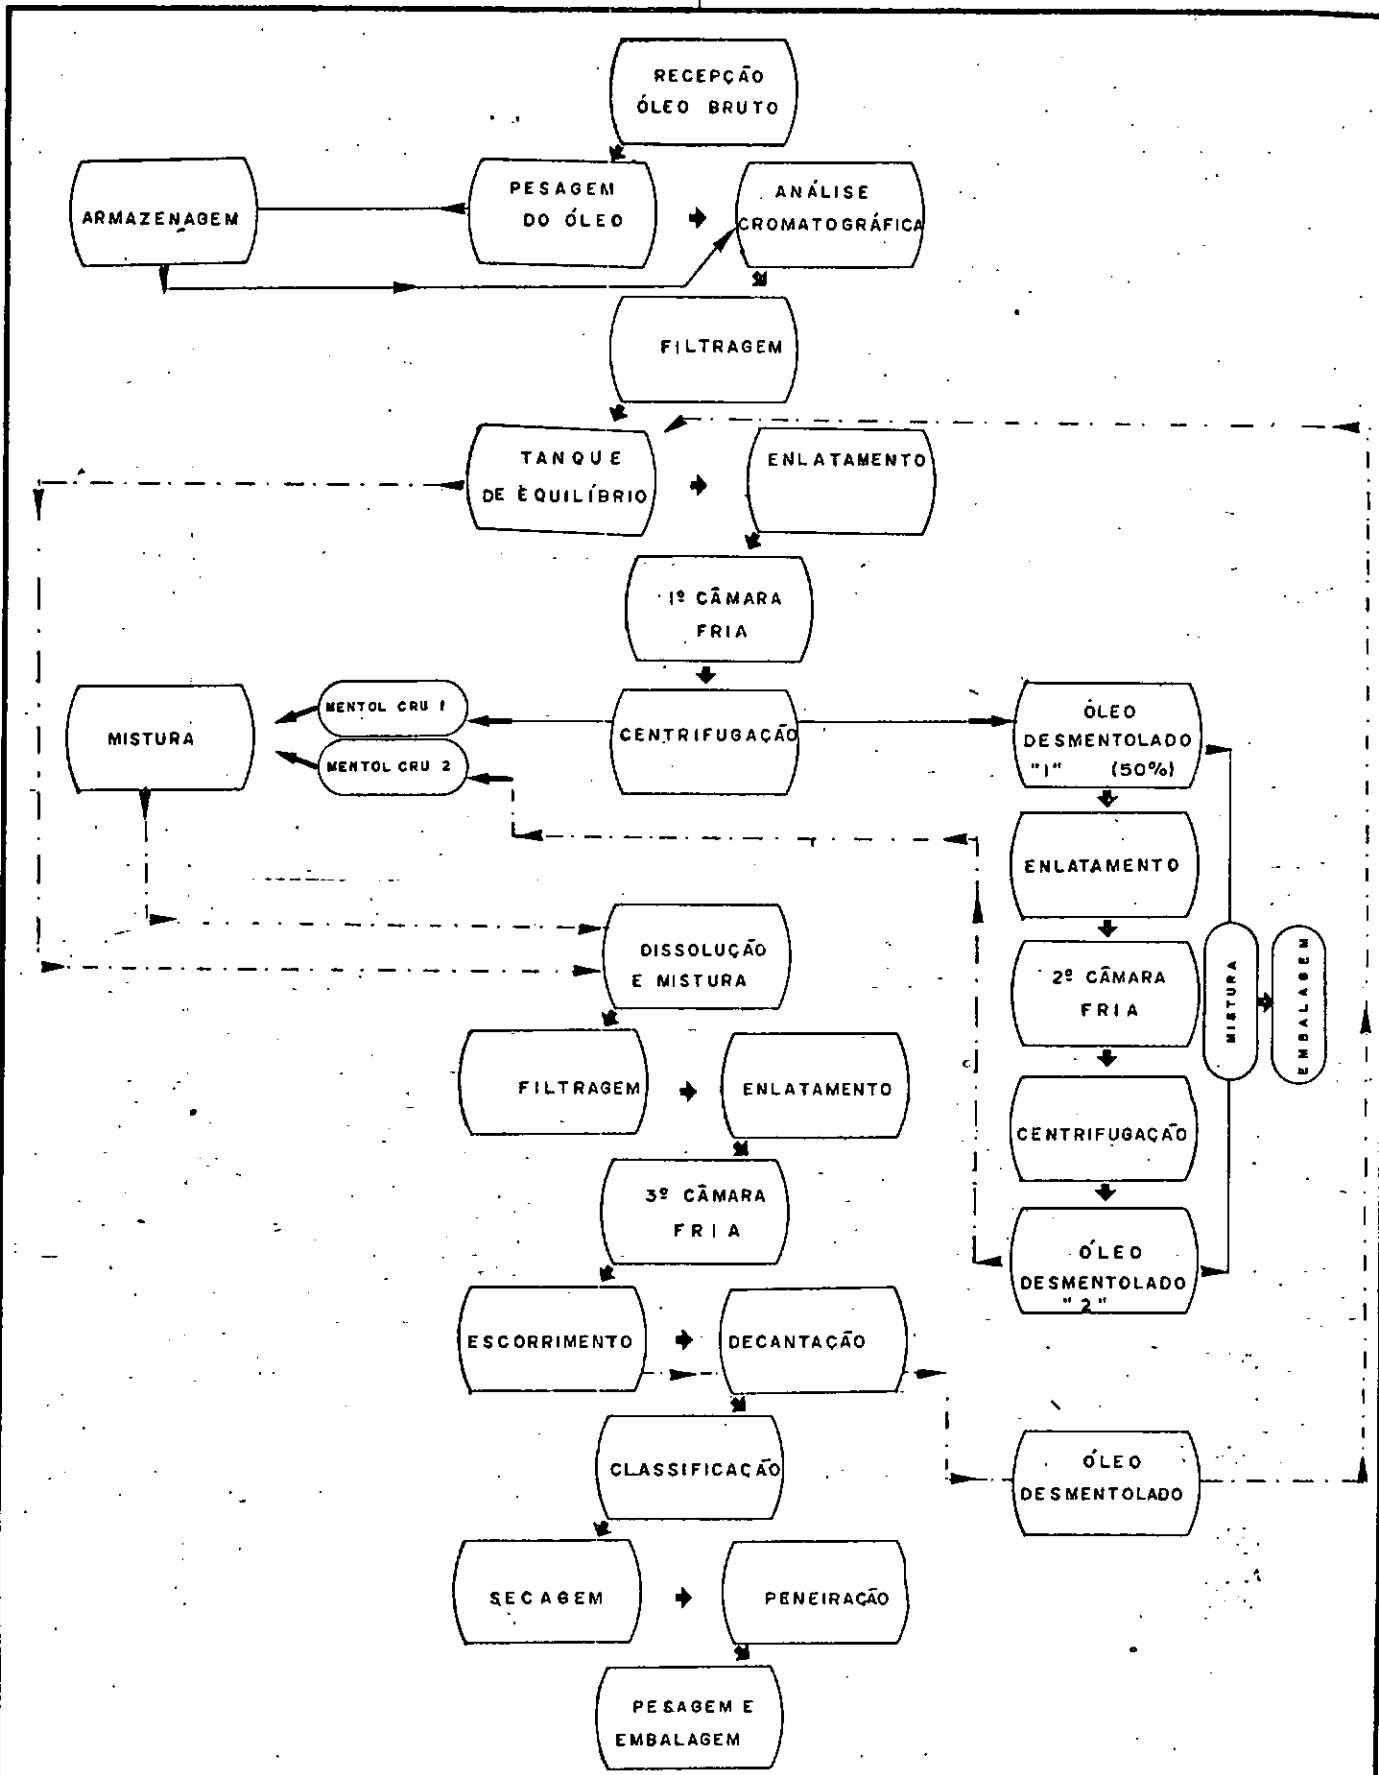 RECEPÇÃO
ÓLEO BRUTO
ARMAZENAGEM
PESAGEM
DO ÓLEO
ANÁLISE
CROMATOGRÁFICA
FILTRAGEM
TANQUE
DE EQUILÍBRIO
ENLATAMENTO
1º CÂMARA
FRIA
MISTURA
MENTOL CRU 1
MENTOL CRU 2
CENTRIFUGAÇÃO
ÓLEO
DESMENTOLADO
"1" (50%)
ENLATAMENTO
DISSOLUÇÃO
E MISTURA
2º CÂMARA
FRIA
MISTURA
EMBALAGEM
FILTRAGEM
ENLATAMENTO
CENTRIFUGAÇÃO
3º CÂMARA
FRIA
ÓLEO
DESMENTOLADO
"2"
ESCORRIMENTO
DECANTAÇÃO
CLASSIFICAÇÃO
ÓLEO
DESMENTOLADO
SECAGEM
PENEIRAÇÃO
PESAGEM E
EMBALAGEM